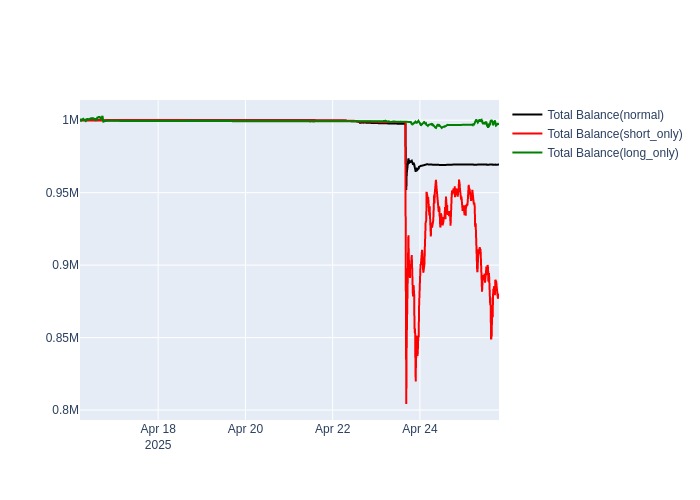 1M
0.95M
0.9M
0.85M
0.8M
Apr 18
2025
Apr 20
Apr 22
Apr 24
Total Balance(normal)
Total Balance(short_only)
Total Balance(long_only)